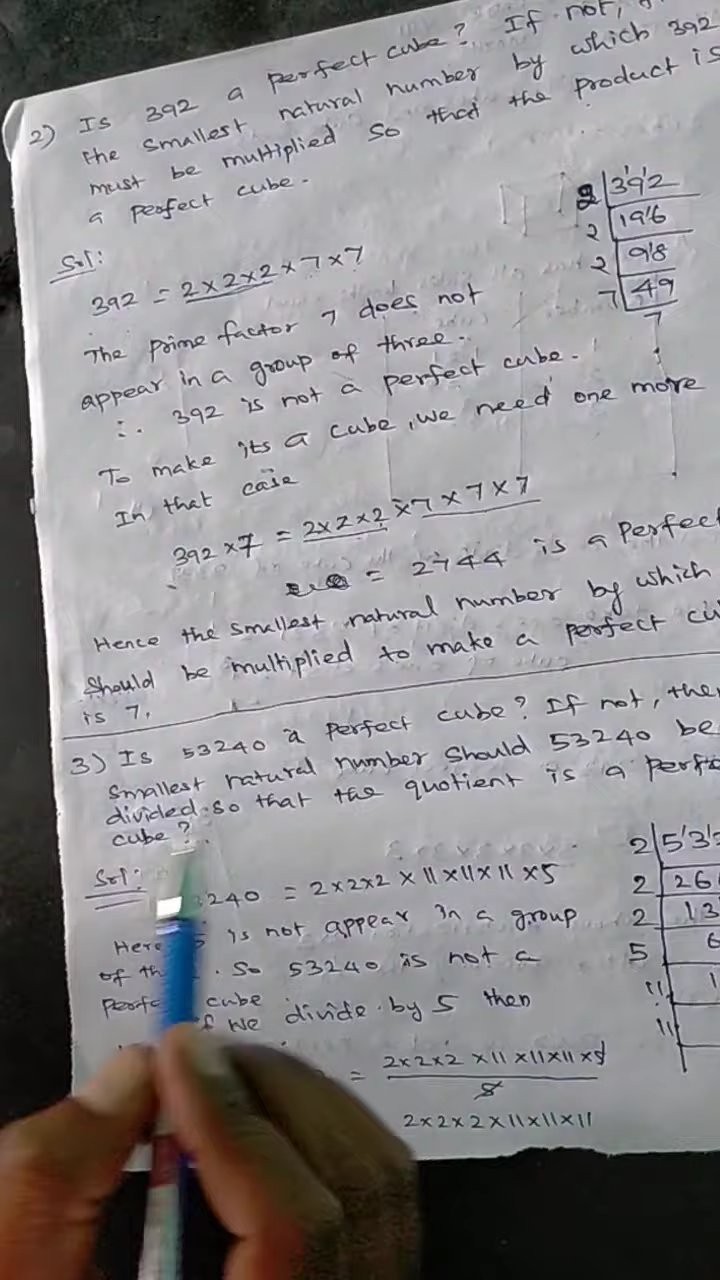 2) Is 392 a perfect cube? If not,
the smallest natural number by which 392
must be multiplied so that the product is
a perfect cube.
Sol:
392 = 2×2×2×7×7
2 | 392
2 | 196
2 | 98
7 | 49
7
The prime factor 7 does not
appear in a group of three.
∴ 392 is not a perfect cube.
To make its a cube, we need one more
In that case
392×7 = 2×2×2×7×7×7
= 2744 is a perfect
Hence the smallest natural number by which
should be multiplied to make a perfect cu
is 7.
3) Is 53240 a perfect cube? If not, the
smallest natural number should 53240 be
divided so that the quotient is a perf
cube?
Sol:
3240 = 2×2×2×11×11×11×5
2 | 53
2 | 26
2 | 13
5 | 6
11 | 1
11 |
Here is not appear in a group
of th . So 53240 is not a
perfe cube
we divide by 5 then
= 2×2×2×11×11×11×5
5
2×2×2×11×11×11